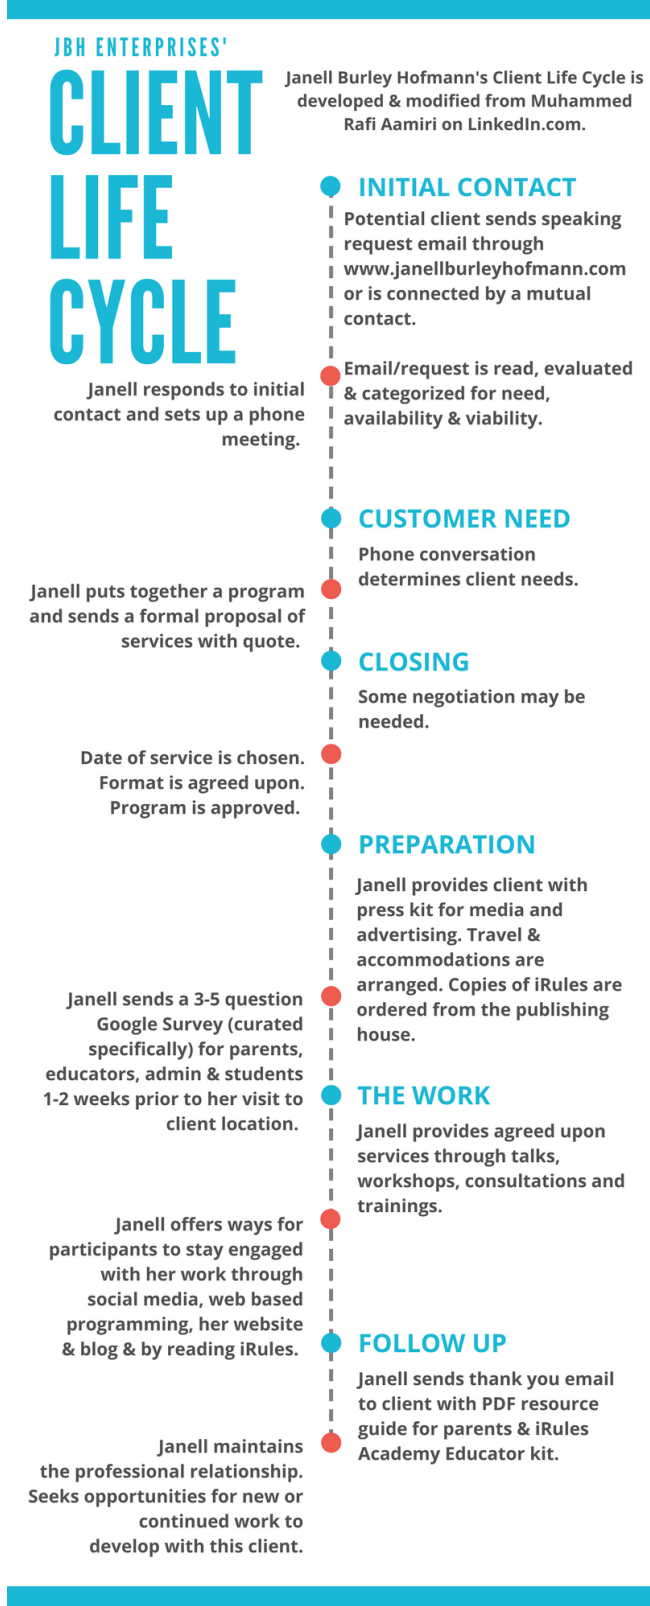 JBH ENTERPRISES'
CLIENT
LIFE
CYCLE
Janell Burley Hofmann's Client Life Cycle is
developed & modified from Muhammed
Rafi Aamiri on LinkedIn.com.
INITIAL CONTACT
Potential client sends speaking
request email through
www.janellburleyhofmann.com
or is connected by a mutual
contact.
Email/request is read, evaluated
& categorized for need,
availability & viability.
Janell responds to initial
contact and sets up a phone
meeting.
CUSTOMER NEED
Phone conversation
determines client needs.
Janell puts together a program
and sends a formal proposal of
services with quote.
CLOSING
Some negotiation may be
needed.
Date of service is chosen.
Format is agreed upon.
Program is approved.
PREPARATION
Janell provides client with
press kit for media and
advertising. Travel &
accommodations are
arranged. Copies of iRules are
ordered from the publishing
house.
Janell sends a 3-5 question
Google Survey (curated
specifically) for parents,
educators, admin & students
1-2 weeks prior to her visit to
client location.
THE WORK
Janell provides agreed upon
services through talks,
workshops, consultations and
trainings.
Janell offers ways for
participants to stay engaged
with her work through
social media, web based
programming, her website
& blog & by reading iRules.
FOLLOW UP
Janell sends thank you email
to client with PDF resource
guide for parents & iRules
Academy Educator kit.
Janell maintains
the professional relationship.
Seeks opportunities for new or
continued work to
develop with this client.